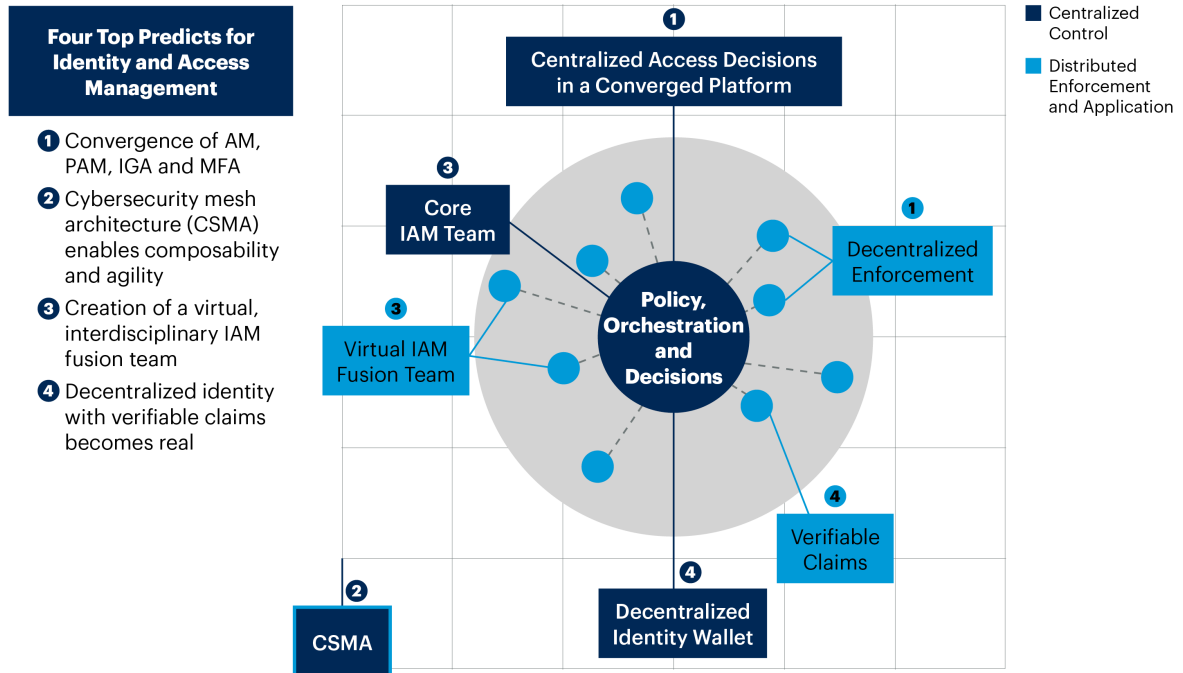 Four Top Predicts for
Identity and Access
Management
1 Convergence of AM,
PAM, IGA and MFA
2 Cybersecurity mesh
architecture (CSMA)
enables composability
and agility
3 Creation of a virtual,
interdisciplinary IAM
fusion team
4 Decentralized identity
with verifiable claims
becomes real
1
Centralized Access Decisions
in a Converged Platform
Centralized
Control
Distributed
Enforcement
and Application
3
Core
IAM Team
1
Decentralized
Enforcement
Policy,
Orchestration
and
Decisions
3
Virtual IAM
Fusion Team
4
Verifiable
Claims
4
Decentralized
Identity Wallet
2
CSMA